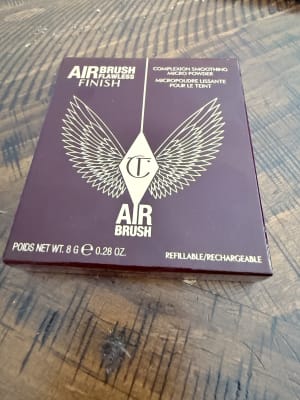 AIRBRUSH
FLAWLESS
FINISH
COMPLEXION SMOOTHING
MICRO POWDER
MICROPOUDRE LISSANTE
POUR LE TEINT
CT
AIR
BRUSH
POIDS NET WT. 8 G ℮ 0.28 OZ.
REFILLABLE/RECHARGEABLE